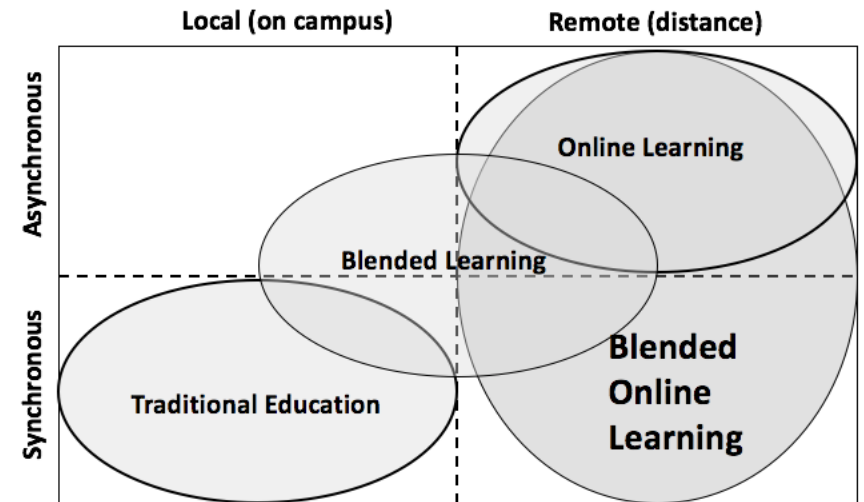 Local (on campus)
Remote (distance)
Asynchronous
Online Learning
Blended Learning
Synchronous
Traditional Education
Blended
Online
Learning